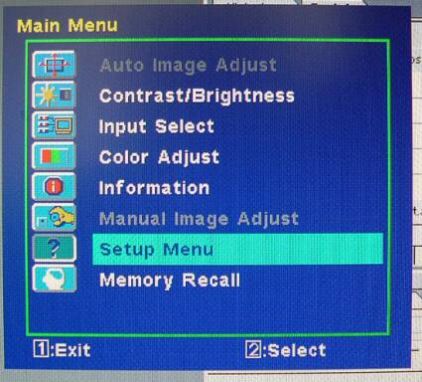 Main Menu
Auto Image Adjust
Contrast/Brightness
Input Select
Color Adjust
Information
Manual Image Adjust
? Setup Menu
Memory Recall
1:Exit 2:Select